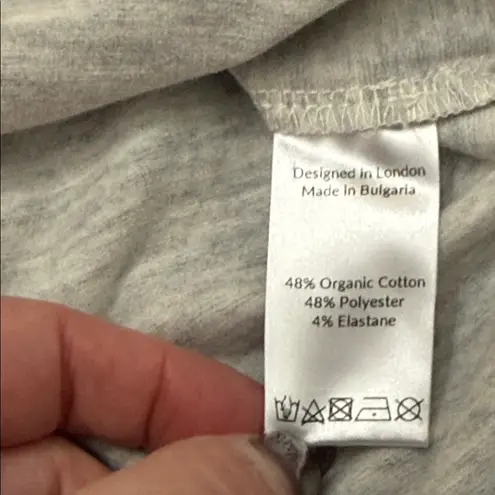 Designed in London
Made in Bulgaria
48% Organic Cotton
48% Polyester
4% Elastane